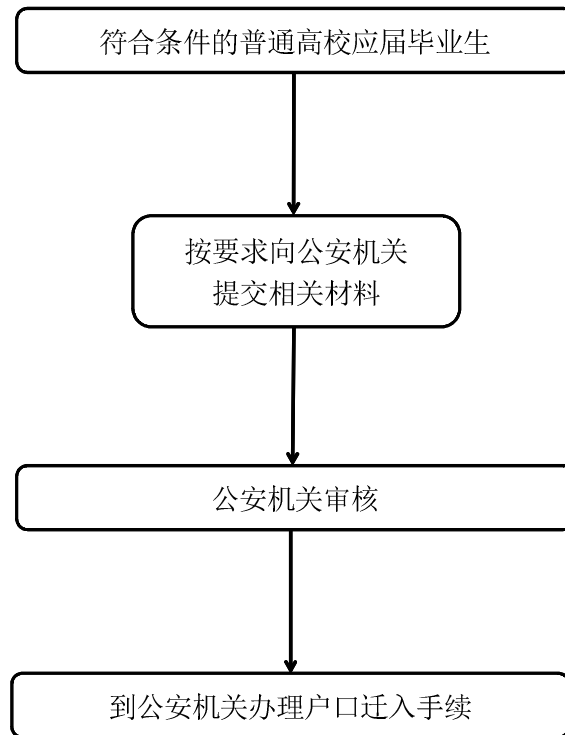 符合条件的普通高校应届毕业生
按要求向公安机关
提交相关材料
公安机关审核
到公安机关办理户口迁入手续